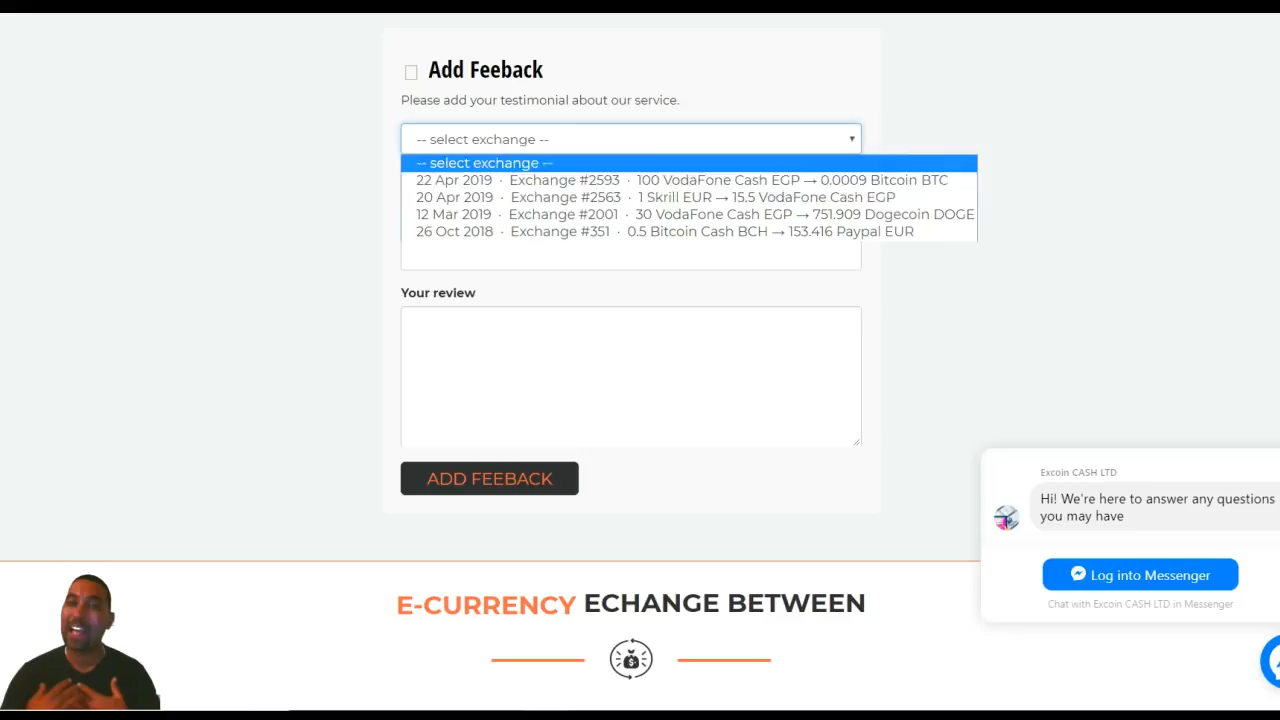 Add Feeback
Please add your testimonial about our service.
-- select exchange --
-- select exchange --
22 Apr 2019 · Exchange #2593 · 100 VodaFone Cash EGP → 0.0009 Bitcoin BTC
20 Apr 2019 · Exchange #2563 · 1 Skrill EUR → 15.5 VodaFone Cash EGP
12 Mar 2019 · Exchange #2001 · 30 VodaFone Cash EGP → 751.909 Dogecoin DOGE
26 Oct 2018 · Exchange #351 · 0.5 Bitcoin Cash BCH → 153.416 Paypal EUR
Your review
ADD FEEBACK
Excoin CASH LTD
Hi! We're here to answer any questions
you may have
Log into Messenger
Chat with Excoin CASH LTD in Messenger
E-CURRENCY ECHANGE BETWEEN